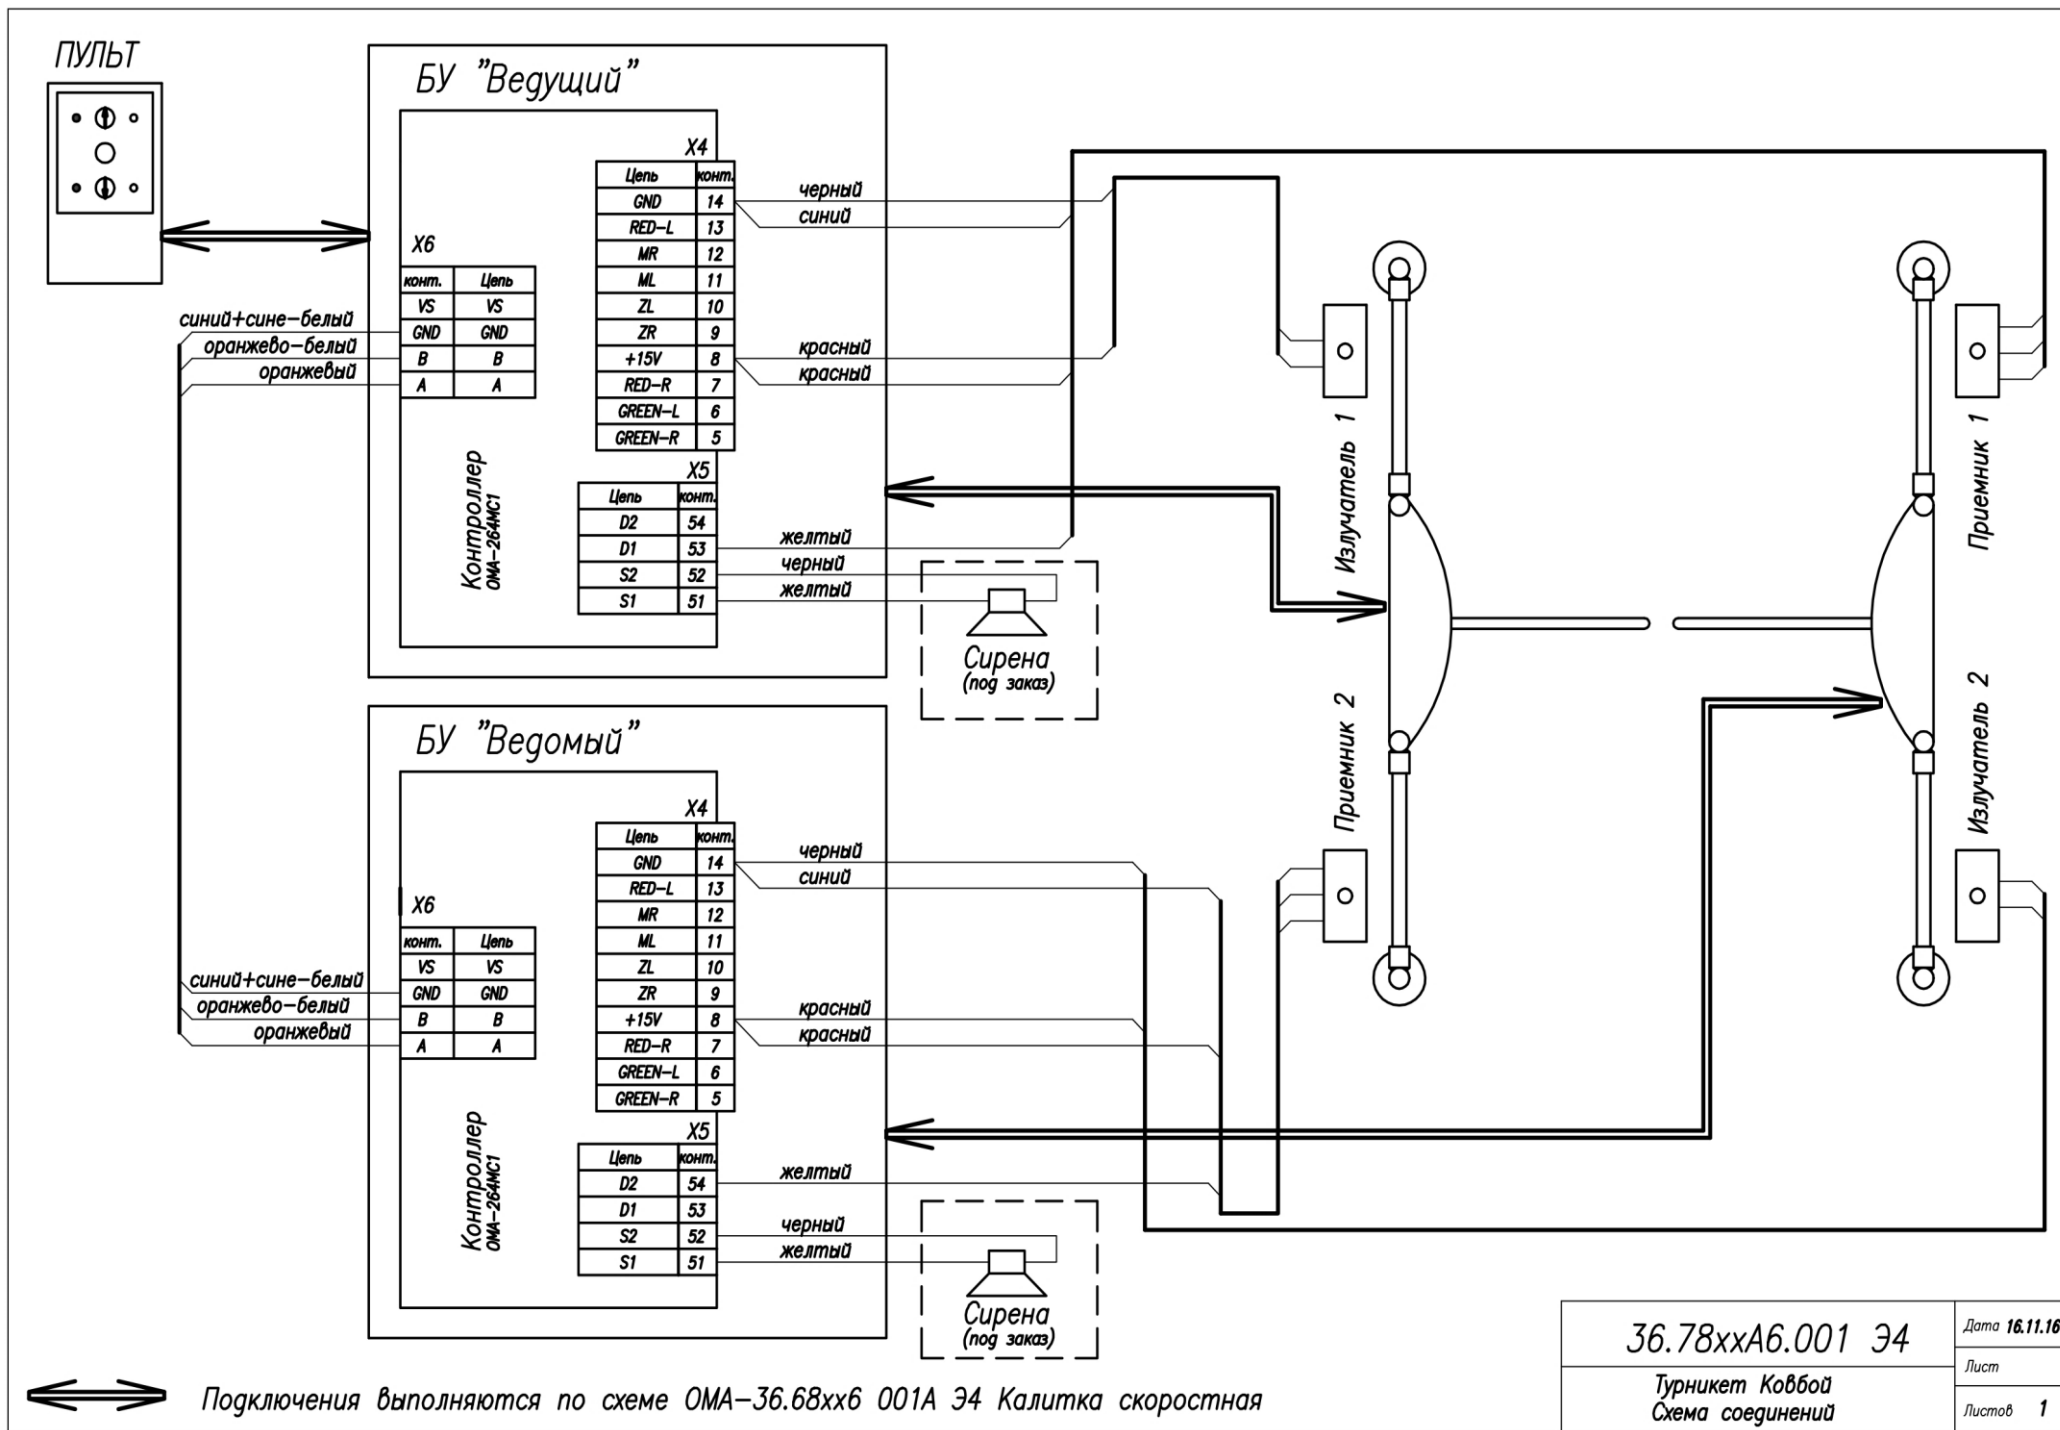 ПУЛЬТ
БУ "Ведущий"
X4
Цепь конт.
GND 14
RED-L 13
MR 12
ML 11
ZL 10
ZR 9
+15V 8
RED-R 7
GREEN-L 6
GREEN-R 5
черный
синий
красный
красный
X6
конт. Цепь
VS VS
GND GND
B B
A A
синий+сине-белый
оранжево-белый
оранжевый
Контроллер
ОМА-264МС1
X5
Цепь конт.
D2 54
D1 53
S2 52
S1 51
желтый
черный
желтый
Сирена
(под заказ)
Излучатель 1
Приемник 1
Приемник 2
Излучатель 2
БУ "Ведомый"
X4
Цепь конт.
GND 14
RED-L 13
MR 12
ML 11
ZL 10
ZR 9
+15V 8
RED-R 7
GREEN-L 6
GREEN-R 5
черный
синий
красный
красный
X6
конт. Цепь
VS VS
GND GND
B B
A A
синий+сине-белый
оранжево-белый
оранжевый
Контроллер
ОМА-264МС1
X5
Цепь конт.
D2 54
D1 53
S2 52
S1 51
желтый
черный
желтый
Сирена
(под заказ)
Подключения выполняются по схеме ОМА-36.68хх6 001А Э4 Калитка скоростная
36.78ххА6.001 Э4
Турникет Ковбой
Схема соединений
Дата 16.11.16
Лист
Листов 1